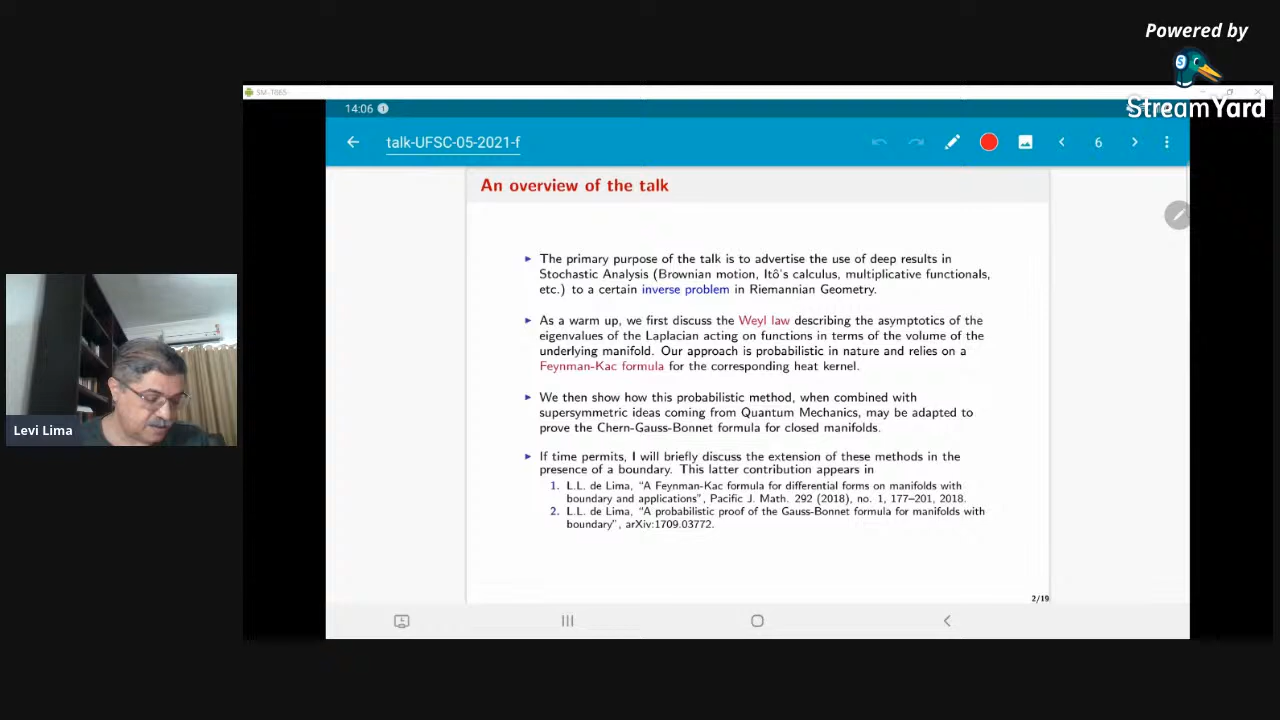 Powered by
S
StreamYard
SM-T865
14:06
talk-UFSC-05-2021-f
6
An overview of the talk
The primary purpose of the talk is to advertise the use of deep results in
Stochastic Analysis (Brownian motion, Itô's calculus, multiplicative functionals,
etc.) to a certain inverse problem in Riemannian Geometry.
As a warm up, we first discuss the Weyl law describing the asymptotics of the
eigenvalues of the Laplacian acting on functions in terms of the volume of the
underlying manifold. Our approach is probabilistic in nature and relies on a
Feynman-Kac formula for the corresponding heat kernel.
We then show how this probabilistic method, when combined with
supersymmetric ideas coming from Quantum Mechanics, may be adapted to
prove the Chern-Gauss-Bonnet formula for closed manifolds.
If time permits, I will briefly discuss the extension of these methods in the
presence of a boundary. This latter contribution appears in
1. L.L. de Lima, “A Feynman-Kac formula for differential forms on manifolds with
boundary and applications”, Pacific J. Math. 292 (2018), no. 1, 177–201, 2018.
2. L.L. de Lima, “A probabilistic proof of the Gauss-Bonnet formula for manifolds with
boundary”, arXiv:1709.03772.
2/19
Levi Lima